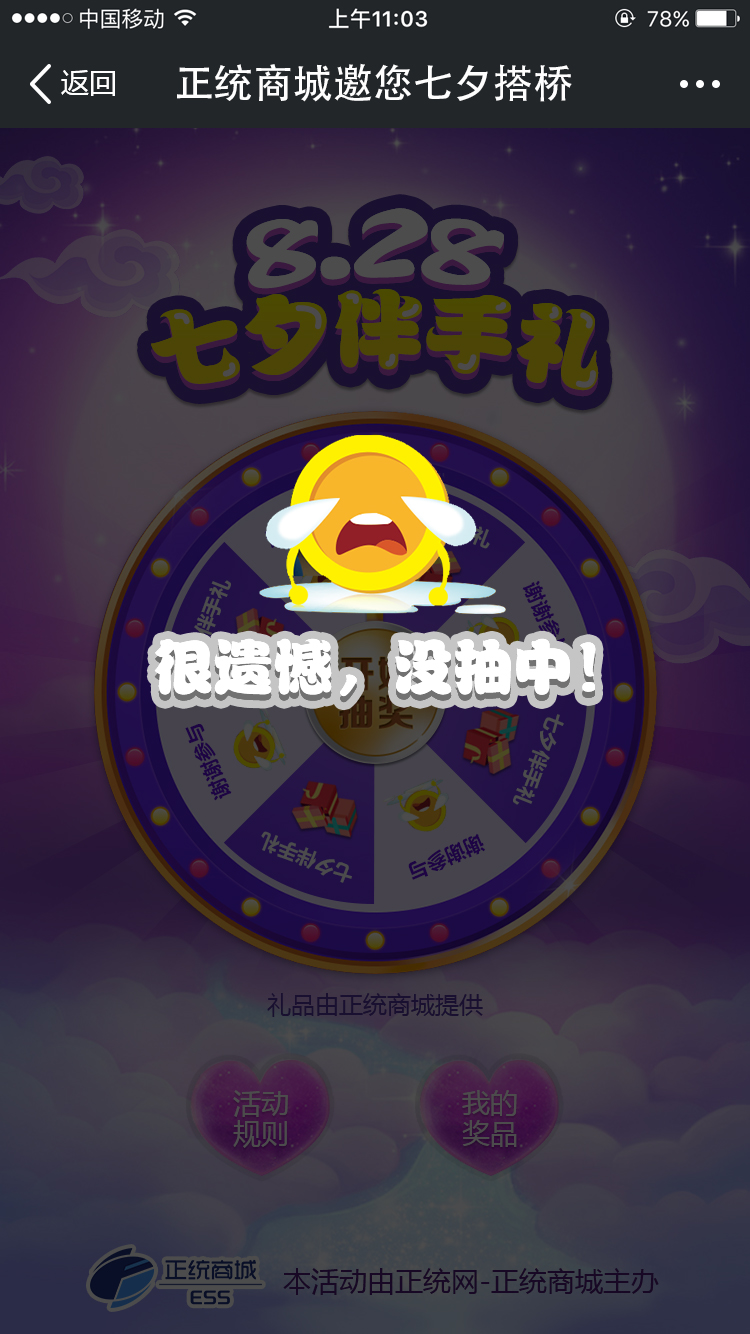 中国移动
上午11:03
78%
返回
正统商城邀您七夕搭桥
8.28
七夕伴手礼
礼
伴手礼
谢谢参
很遗憾，没抽中！
开始
抽奖
谢谢参与
七夕伴手礼
七夕伴手礼
谢谢参与
礼品由正统商城提供
活动
规则
我的
奖品
正统商城
ESS
本活动由正统网-正统商城主办